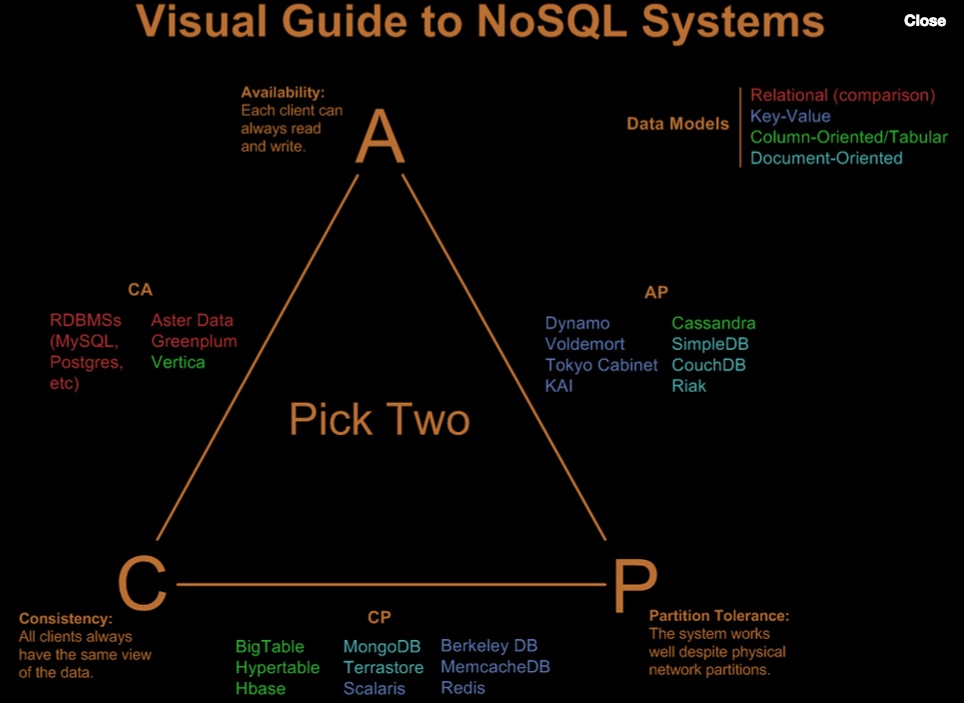 Visual Guide to NoSQL Systems
Close
Availability:
Each client can
always read
and write.
A
Data Models
Relational (comparison)
Key-Value
Column-Oriented/Tabular
Document-Oriented
CA
RDBMSs
(MySQL,
Postgres,
etc)
Aster Data
Greenplum
Vertica
AP
Dynamo
Voldemort
Tokyo Cabinet
KAI
Cassandra
SimpleDB
CouchDB
Riak
Pick Two
C
Consistency:
All clients always
have the same view
of the data.
CP
BigTable
Hypertable
Hbase
MongoDB
Terrastore
Scalaris
Berkeley DB
MemcacheDB
Redis
P
Partition Tolerance:
The system works
well despite physical
network partitions.